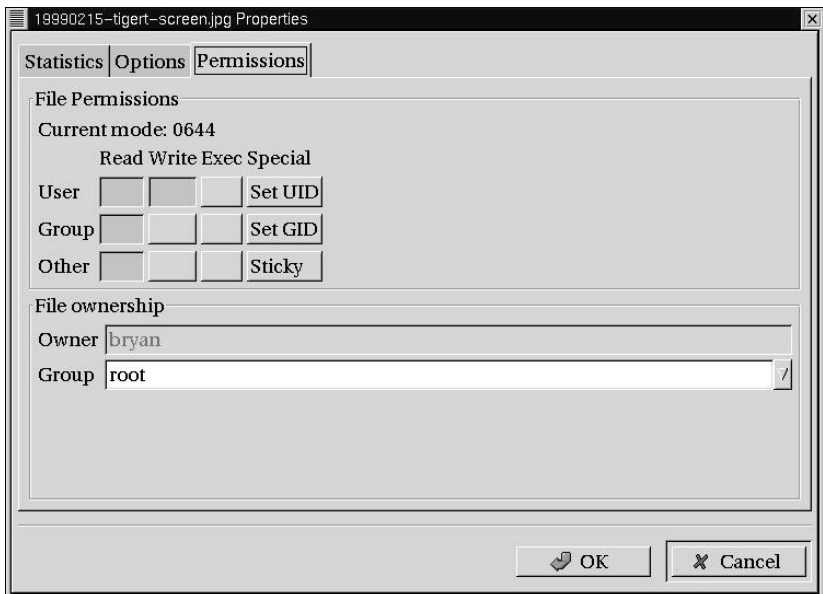 19990215-tigert-screen.jpg Properties
Statistics Options Permissions
File Permissions
Current mode: 0644
Read Write Exec Special
User Set UID
Group Set GID
Other Sticky
File ownership
Owner bryan
Group root
OK Cancel